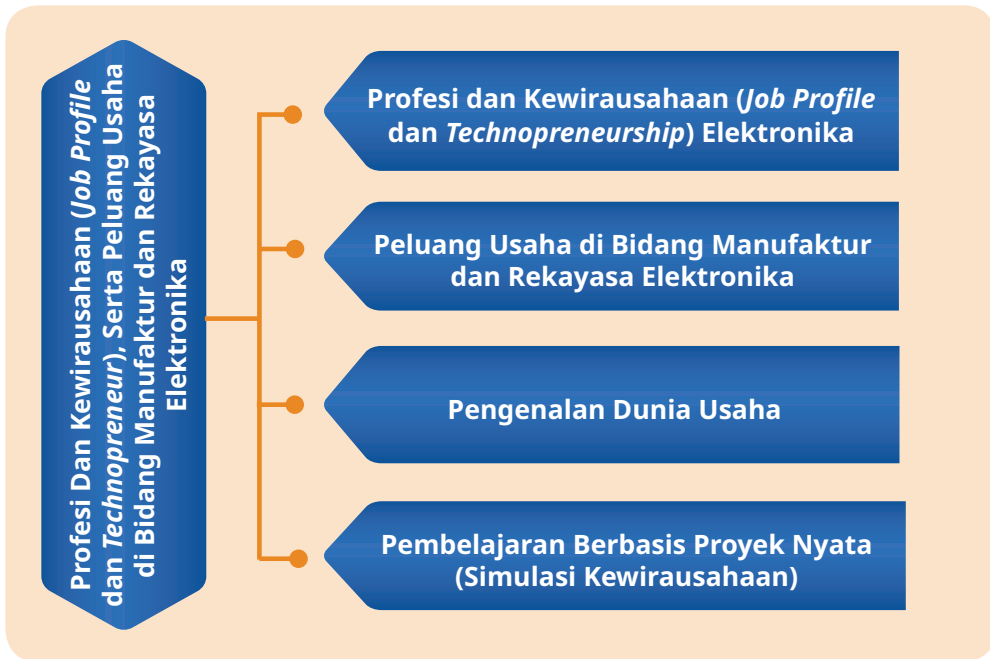 Profesi Dan Kewirausahaan (Job Profile
dan Technopreneur), Serta Peluang Usaha
di Bidang Manufaktur dan Rekayasa
Elektronika
Profesi dan Kewirausahaan (Job Profile
dan Technopreneurship) Elektronika
Peluang Usaha di Bidang Manufaktur
dan Rekayasa Elektronika
Pengenalan Dunia Usaha
Pembelajaran Berbasis Proyek Nyata
(Simulasi Kewirausahaan)